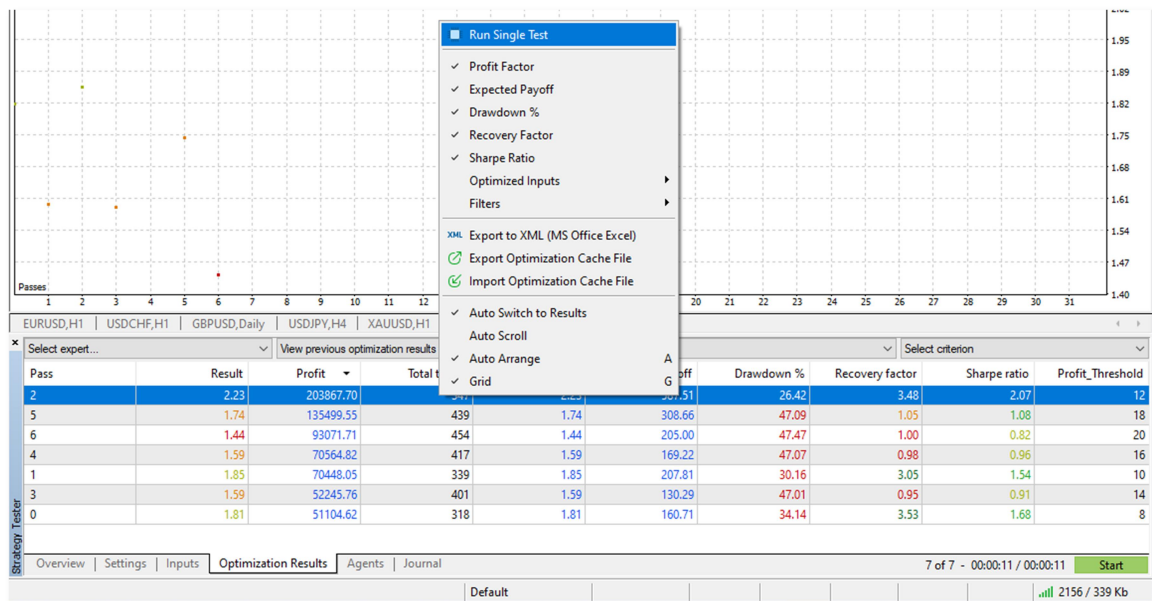 Run Single Test
1.95
Profit Factor
1.89
Expected Payoff
Drawdown %
1.82
Recovery Factor
1.75
Sharpe Ratio
1.68
Optimized Inputs
Filters
1.61
Export to XML (MS Office Excel)
1.54
Export Optimization Cache File
1.47
Import Optimization Cache File
Passes
1.40
1 2 3 4 5 6 7 8 9 10 11 12 20 21 22 23 24 25 26 27 28 29 30 31
Auto Switch to Results
EURUSD,H1 | USDCHF,H1 | GBPUSD,Daily | USDJPY,H4 | XAUUSD,H1
Auto Scroll
Select expert... View previous optimization results Select criterion
Auto Arrange A
Grid G
Pass Result Profit Total t off Drawdown % Recovery factor Sharpe ratio Profit_Threshold
2 2.23 203867.70 26.42 3.48 2.07 12
5 1.74 135499.55 439 1.74 308.66 47.09 1.05 1.08 18
6 1.44 93071.71 454 1.44 205.00 47.47 1.00 0.82 20
4 1.59 70564.82 417 1.59 169.22 47.07 0.98 0.96 16
1 1.85 70448.05 339 1.85 207.81 30.16 3.05 1.54 10
3 1.59 52245.76 401 1.59 130.29 47.01 0.95 0.91 14
0 1.81 51104.62 318 1.81 160.71 34.14 3.53 1.68 8
Strategy Tester
Overview | Settings | Inputs | Optimization Results | Agents | Journal
7 of 7 - 00:00:11 / 00:00:11 Start
Default 2156 / 339 Kb